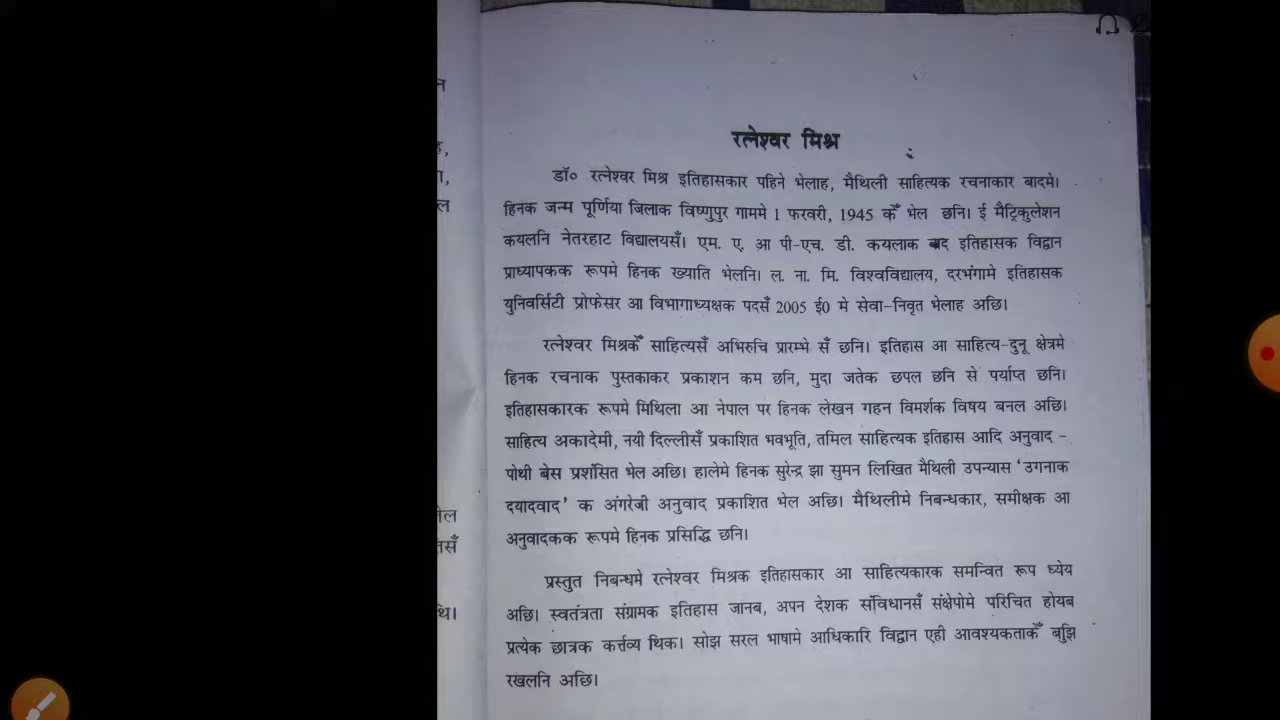 रत्नेश्वर मिश्र
डॉ० रत्नेश्वर मिश्र इतिहासकार पहिने भेलाह, मैथिली साहित्यक रचनाकार बादमे।
हिनक जन्म पूर्णिया जिलाक विष्णुपुर गाममे 1 फरवरी, 1945 केँ भेल छनि। ई मैट्रिकुलेशन
कयलनि नेतरहाट विद्यालयसँ। एम. ए. आ पी-एच. डी. कयलाक बाद इतिहासक विद्वान
प्राध्यापकक रूपमे हिनक ख्याति भेलनि। ल. ना. मि. विश्वविद्यालय, दरभंगामे इतिहासक
युनिवर्सिटी प्रोफेसर आ विभागाध्यक्षक पदसँ 2005 ई0 मे सेवा-निवृत भेलाह अछि।
रत्नेश्वर मिश्रकेँ साहित्यसँ अभिरुचि प्रारम्भे सँ छनि। इतिहास आ साहित्य-दुनू क्षेत्रमे
हिनक रचनाक पुस्तकाकर प्रकाशन कम छनि, मुदा जतेक छपल छनि से पर्याप्त छनि।
इतिहासकारक रूपमे मिथिला आ नेपाल पर हिनक लेखन गहन विमर्शक विषय बनल अछि।
साहित्य अकादेमी, नयी दिल्लीसँ प्रकाशित भवभूति, तमिल साहित्यक इतिहास आदि अनुवाद -
पोथी बेस प्रशंसित भेल अछि। हालेमे हिनक सुरेन्द्र झा सुमन लिखित मैथिली उपन्यास 'उगनाक
दयादवाद' क अंगरेजी अनुवाद प्रकाशित भेल अछि। मैथिलीमे निबन्धकार, समीक्षक आ
अनुवादकक रूपमे हिनक प्रसिद्धि छनि।
प्रस्तुत निबन्धमे रत्नेश्वर मिश्रक इतिहासकार आ साहित्यकारक समन्वित रूप ध्येय
अछि। स्वतंत्रता संग्रामक इतिहास जानब, अपन देशक संविधानसँ संक्षेपोमे परिचित होयब
प्रत्येक छात्रक कर्त्तव्य थिक। सोझ सरल भाषामे आधिकारि विद्वान एही आवश्यकताकेँ बुझि
रखलनि अछि।